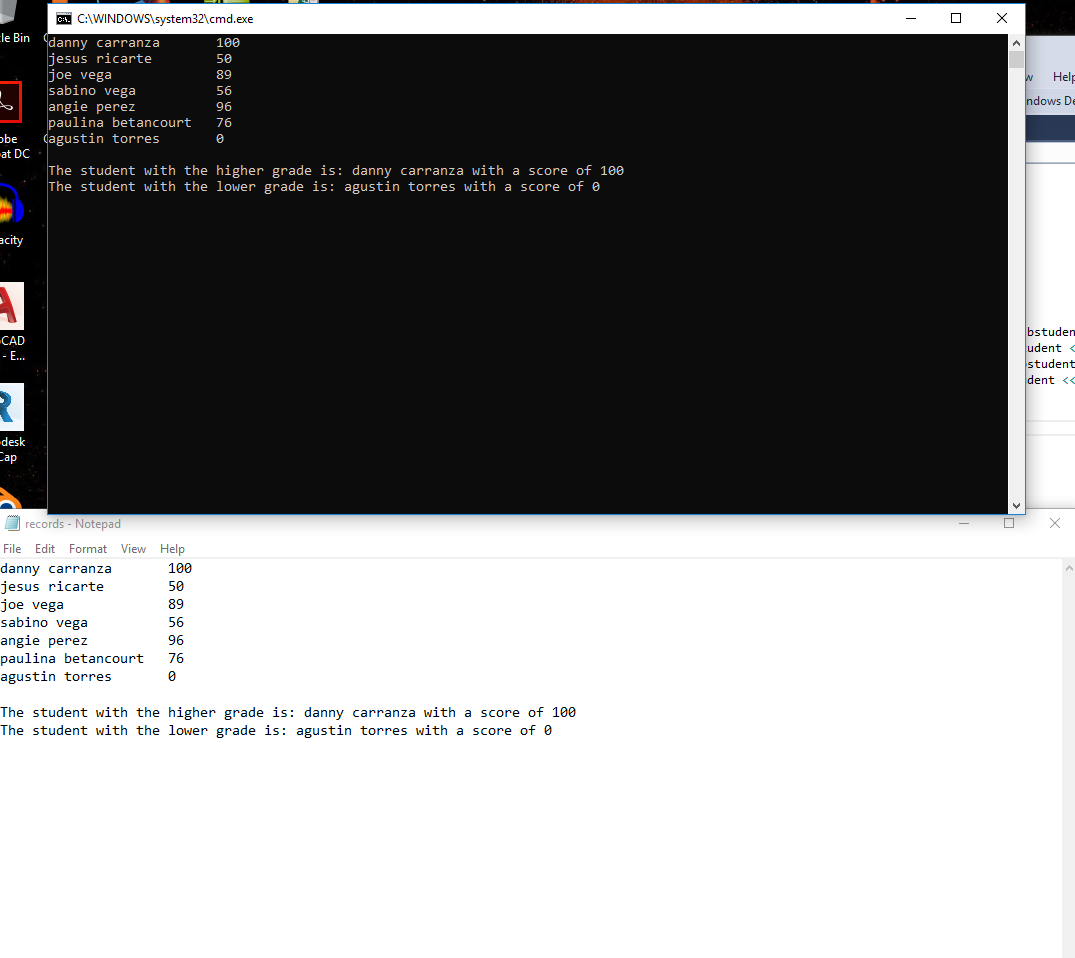 C:\WINDOWS\system32\cmd.exe
danny carranza 100
jesus ricarte 50
joe vega 89
sabino vega 56
angie perez 96
paulina betancourt 76
agustin torres 0
The student with the higher grade is: danny carranza with a score of 100
The student with the lower grade is: agustin torres with a score of 0
le Bin
obe
at DC
acity
CAD
- E...
desk
Cap
w Help
ndows De
bstuden
udent <
student
dent <<
records - Notepad
File Edit Format View Help
danny carranza 100
jesus ricarte 50
joe vega 89
sabino vega 56
angie perez 96
paulina betancourt 76
agustin torres 0
The student with the higher grade is: danny carranza with a score of 100
The student with the lower grade is: agustin torres with a score of 0